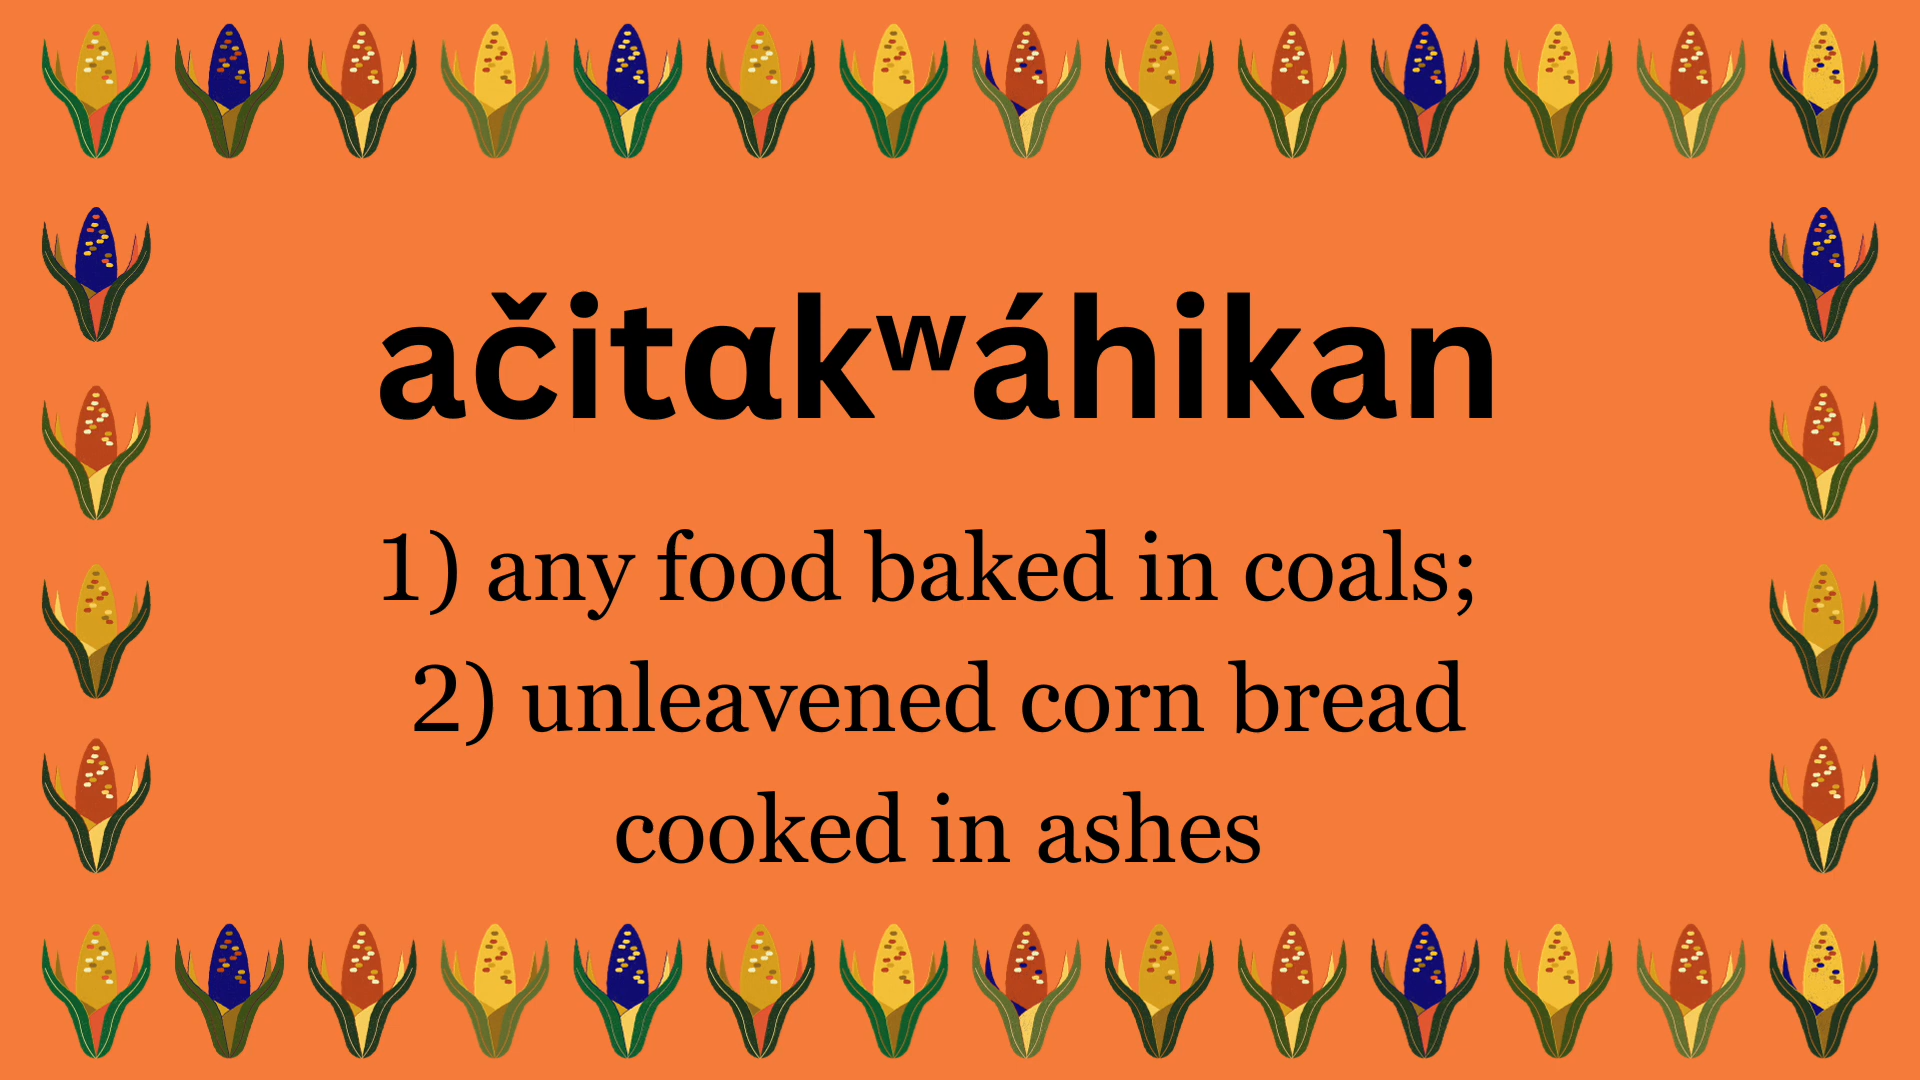 ačitɑkʷáhikan
1) any food baked in coals;
2) unleavened corn bread
cooked in ashes